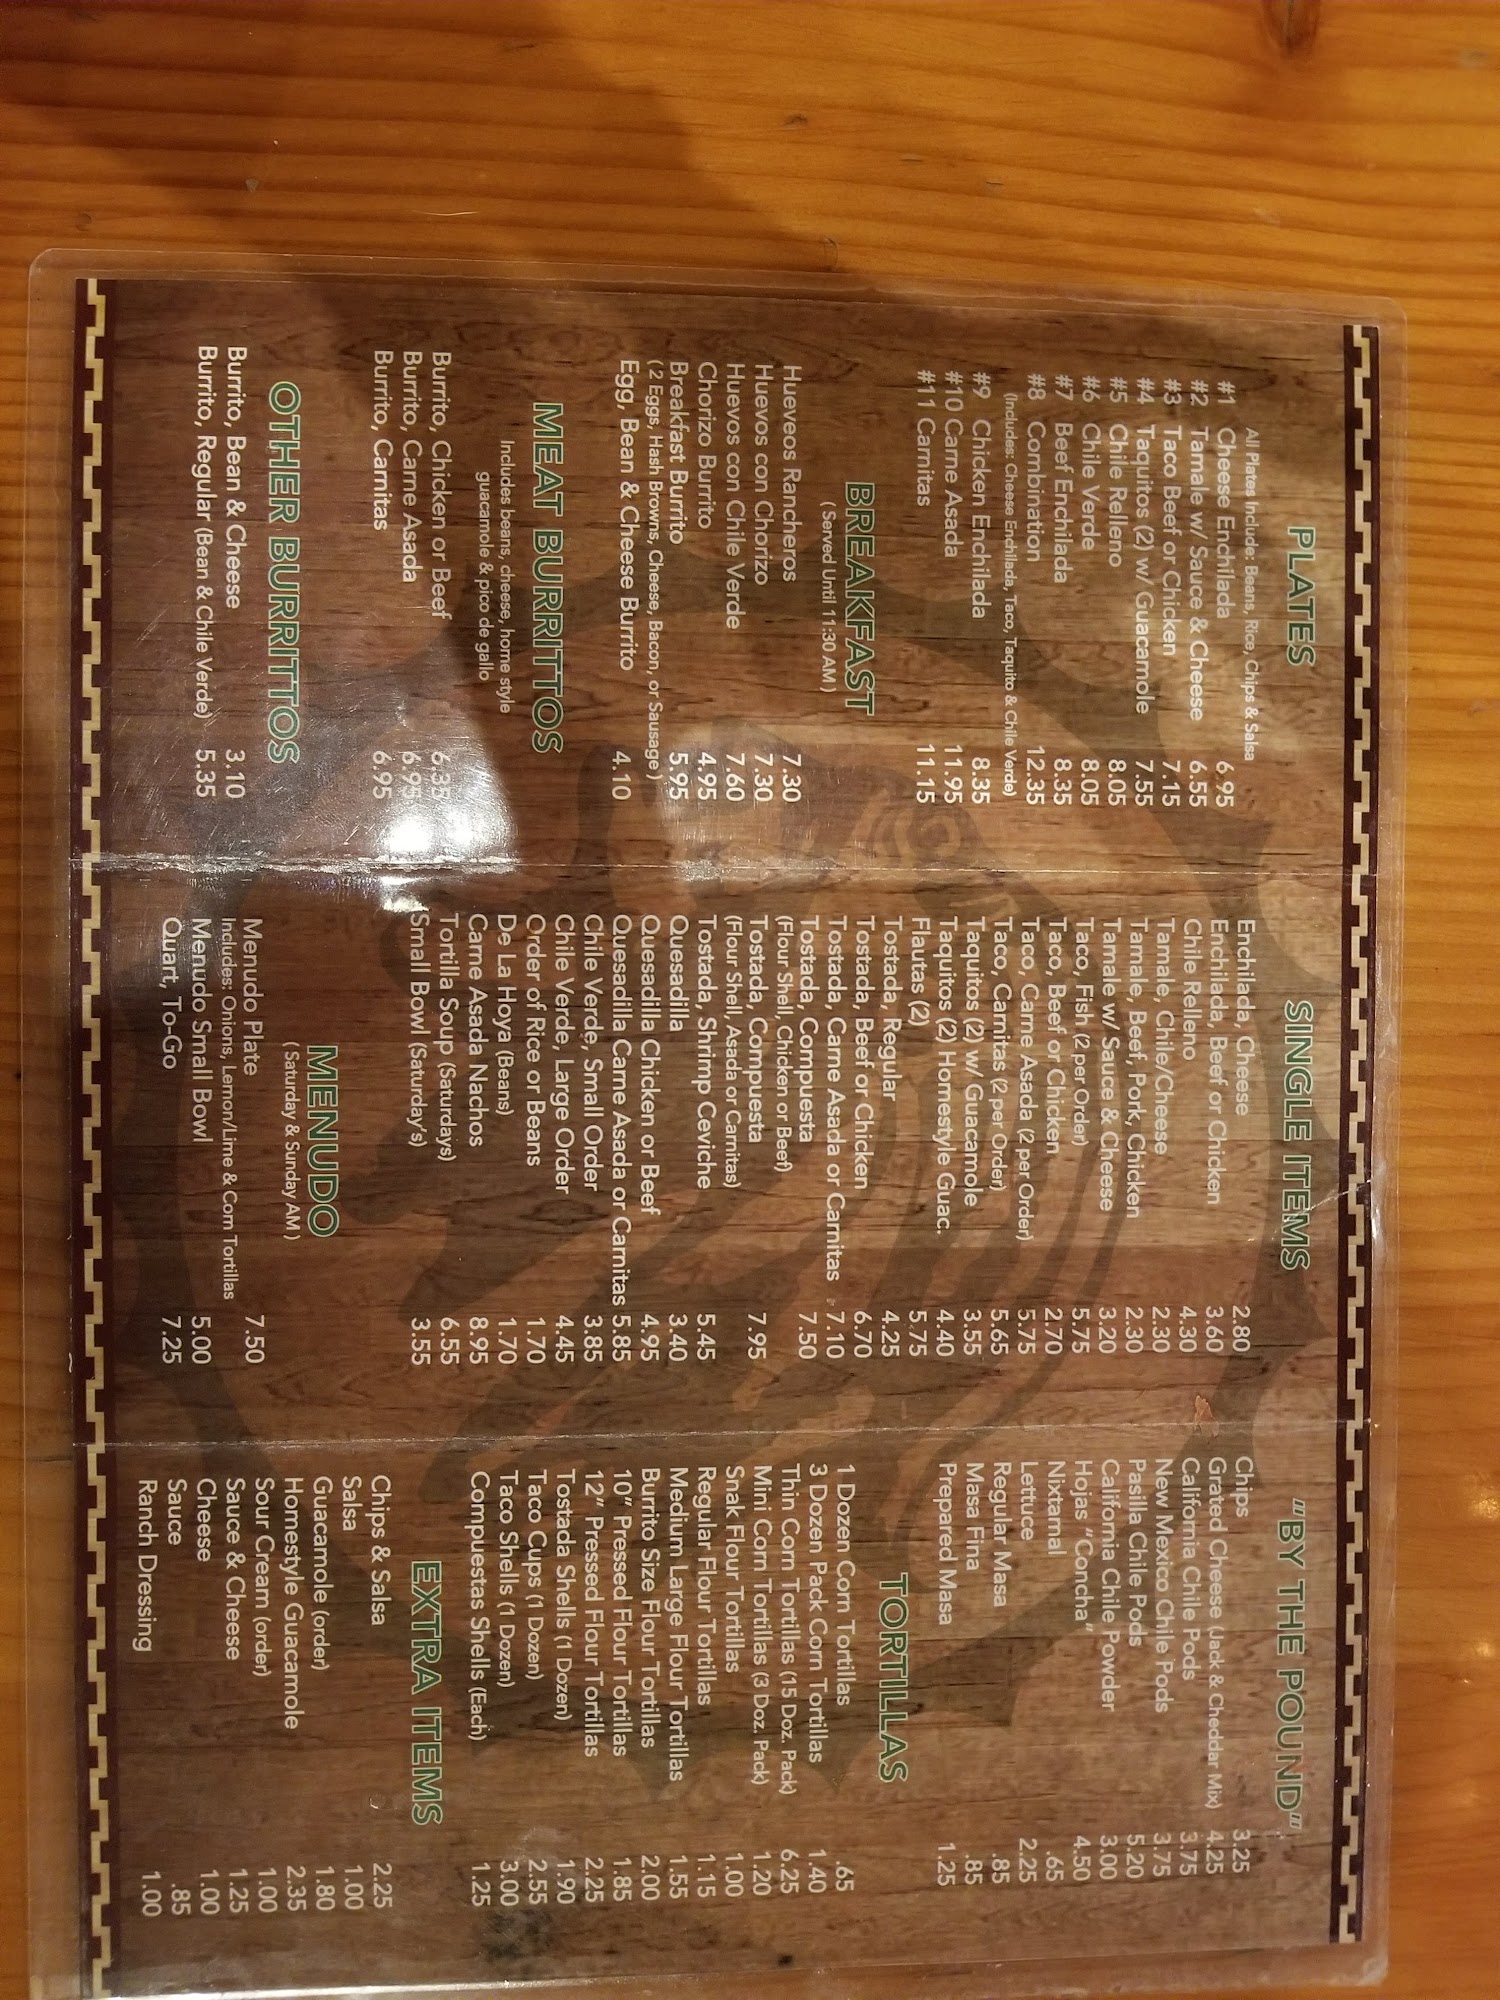 PLATES
All Plates Include: Beans, Rice, Chips & Salsa
#1 Cheese Enchilada 6.95
#2 Tamale w/ Sauce & Cheese 6.55
#3 Taco Beef or Chicken 7.15
#4 Taquitos (2) w/ Guacamole 7.55
#5 Chile Relleno 8.05
#6 Chile Verde 8.05
#7 Beef Enchilada 8.35
#8 Combination 12.35
(Includes: Cheese Enchilada, Taco, Taquito & Chile Verde)
#9 Chicken Enchilada 8.35
#10 Carne Asada 11.95
#11 Carnitas 11.15
BREAKFAST
( Served Until 11:30 AM )
Hueveos Rancheros 7.30
Huevos con Chorizo 7.30
Huevos con Chile Verde 7.60
Chorizo Burrito 4.95
Breakfast Burrito 5.95
(2 Eggs, Hash Browns, Cheese, Bacon, or Sausage )
Egg, Bean & Cheese Burrito 4.10
MEAT BURRITTOS
Includes beans, cheese, home style
guacamole & pico de gallo
Burrito, Chicken or Beef 6.35
Burrito, Carne Asada 6.95
Burrito, Carnitas 6.95
OTHER BURRITTOS
Burrito, Bean & Cheese 3.10
Burrito, Regular (Bean & Chile Verde) 5.35
SINGLE ITEMS
Enchilada, Cheese 2.80
Enchilada, Beef or Chicken 3.60
Chile Relleno 4.30
Tamale, Chile/Cheese 2.30
Tamale, Beef, Pork, Chicken 2.30
Tamale w/ Sauce & Cheese 3.20
Taco, Fish (2 per Order) 5.75
Taco, Beef or Chicken 2.70
Taco, Carne Asada (2 per Order) 5.75
Taco, Carnitas (2 per Order) 5.65
Taquitos (2) w/ Guacamole 3.55
Taquitos (2) Homestyle Guac. 4.40
Flautas (2) 5.75
Tostada, Regular 4.25
Tostada, Beef or Chicken 6.70
Tostada, Carne Asada or Carnitas 7.10
Tostada, Compuesta 7.50
(Flour Shell, Chicken or Beef)
Tostada, Compuesta 7.95
(Flour Shell, Asada or Carnitas)
Tostada, Shrimp Ceviche 5.45
Quesadilla 3.40
Quesadilla Chicken or Beef 4.95
Quesadilla Carne Asada or Carnitas 5.85
Chile Verde, Small Order 3.85
Chile Verde, Large Order 4.45
Order of Rice or Beans 1.70
De La Hoya (Beans) 1.70
Carne Asada Nachos 8.95
Tortilla Soup (Saturdays) 6.55
Small Bowl (Saturday's) 3.55
MENUDO
( Saturday & Sunday AM )
Menudo Plate 7.50
Includes: Onions, Lemon/Lime & Corn Tortillas
Menudo Small Bowl 5.00
Quart, To-Go 7.25
"BY THE POUND"
Chips 3.25
Grated Cheese (Jack & Cheddar Mix) 4.25
California Chile Pods 3.75
New Mexico Chile Pods 3.75
Pasilla Chile Pods 5.20
California Chile Powder 3.00
Hojas "Concha" 4.50
Nixtamal .65
Lettuce 2.25
Regular Masa .85
Masa Fina .85
Prepared Masa 1.25
TORTILLAS
1 Dozen Corn Tortillas .65
3 Dozen Pack Corn Tortillas 1.40
Thin Corn Tortillas (15 Doz. Pack) 6.25
Mini Corn Tortillas (3 Doz. Pack) 1.20
Snak Flour Tortillas 1.00
Regular Flour Tortillas 1.15
Medium Large Flour Tortillas 1.55
Burrito Size Flour Tortillas 2.00
10" Pressed Flour Tortillas 1.85
12" Pressed Flour Tortillas 2.25
Tostada Shells (1 Dozen) 1.90
Taco Cups (1 Dozen) 2.55
Taco Shells (1 Dozen) 3.00
Compuestas Shells (Each) 1.25
EXTRA ITEMS
Chips & Salsa 2.25
Salsa 1.00
Guacamole (order) 1.80
Homestyle Guacamole 2.35
Sour Cream (order) 1.00
Sauce & Cheese 1.25
Cheese 1.00
Sauce .85
Ranch Dressing 1.00